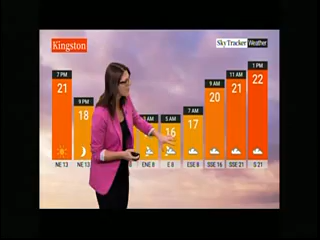 Kingston
SkyTracker Weather
7 PM
9 PM
3 AM
5 AM
7 AM
9 AM
11 AM
1 PM
21
18
16
17
20
21
22
NE 13
NE 13
ENE 8
E 8
ESE 8
SSE 16
SSE 21
S 21